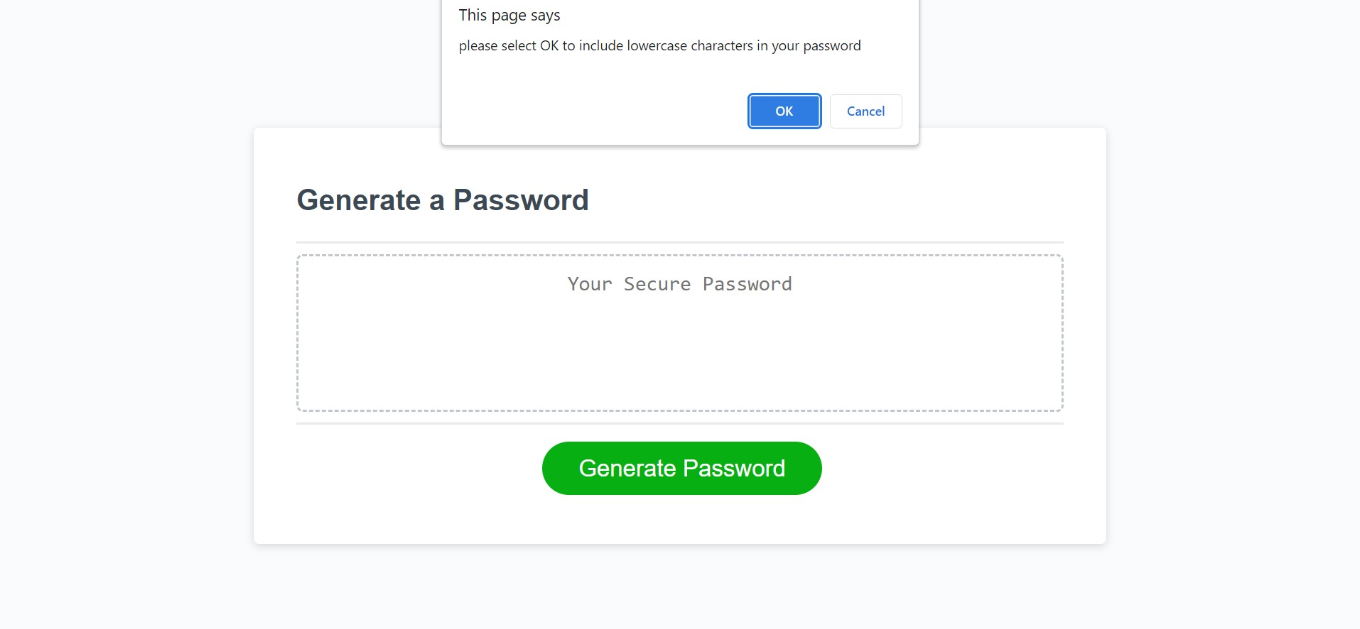 This page says
please select OK to include lowercase characters in your password
OK
Cancel
Generate a Password
Your Secure Password
Generate Password